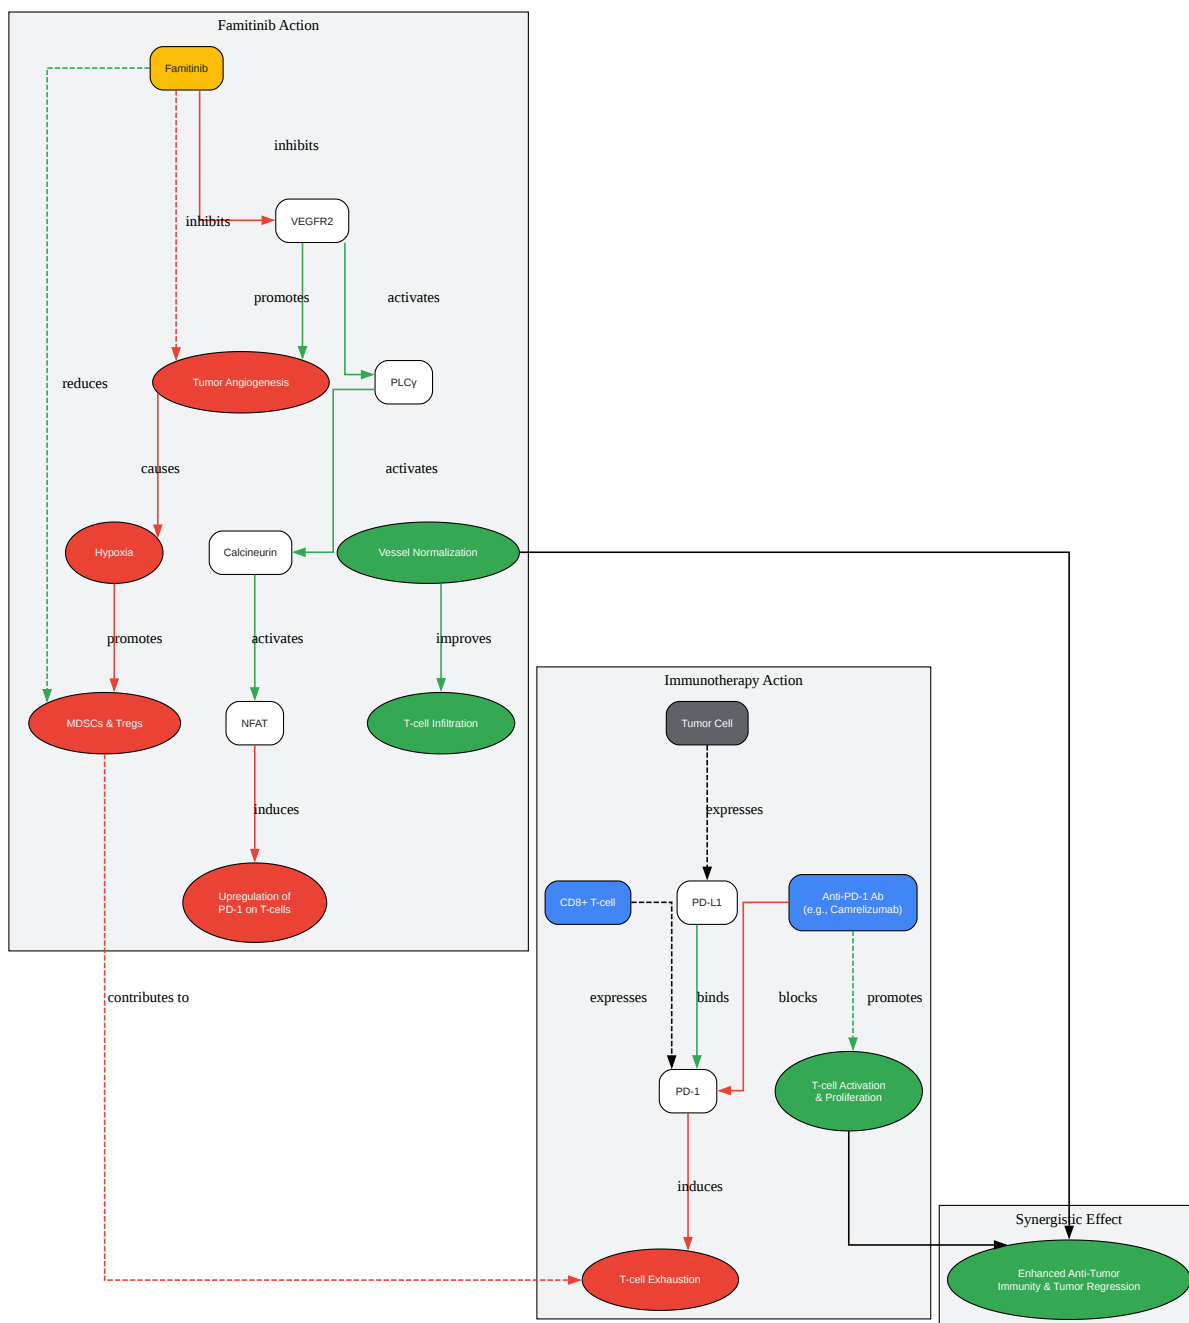 Famitinib Action
Famitinib
inhibits
VEGFR2
inhibits
promotes
activates
Tumor Angiogenesis
PLCγ
reduces
causes
activates
Hypoxia
Calcineurin
Vessel Normalization
promotes
activates
improves
MDSCs & Tregs
NFAT
T-cell Infiltration
induces
Upregulation of
PD-1 on T-cells
contributes to
Immunotherapy Action
Tumor Cell
expresses
CD8+ T-cell
PD-L1
Anti-PD-1 Ab
(e.g., Camrelizumab)
expresses
binds
blocks
promotes
PD-1
T-cell Activation
& Proliferation
induces
T-cell Exhaustion
Synergistic Effect
Enhanced Anti-Tumor
Immunity & Tumor Regression